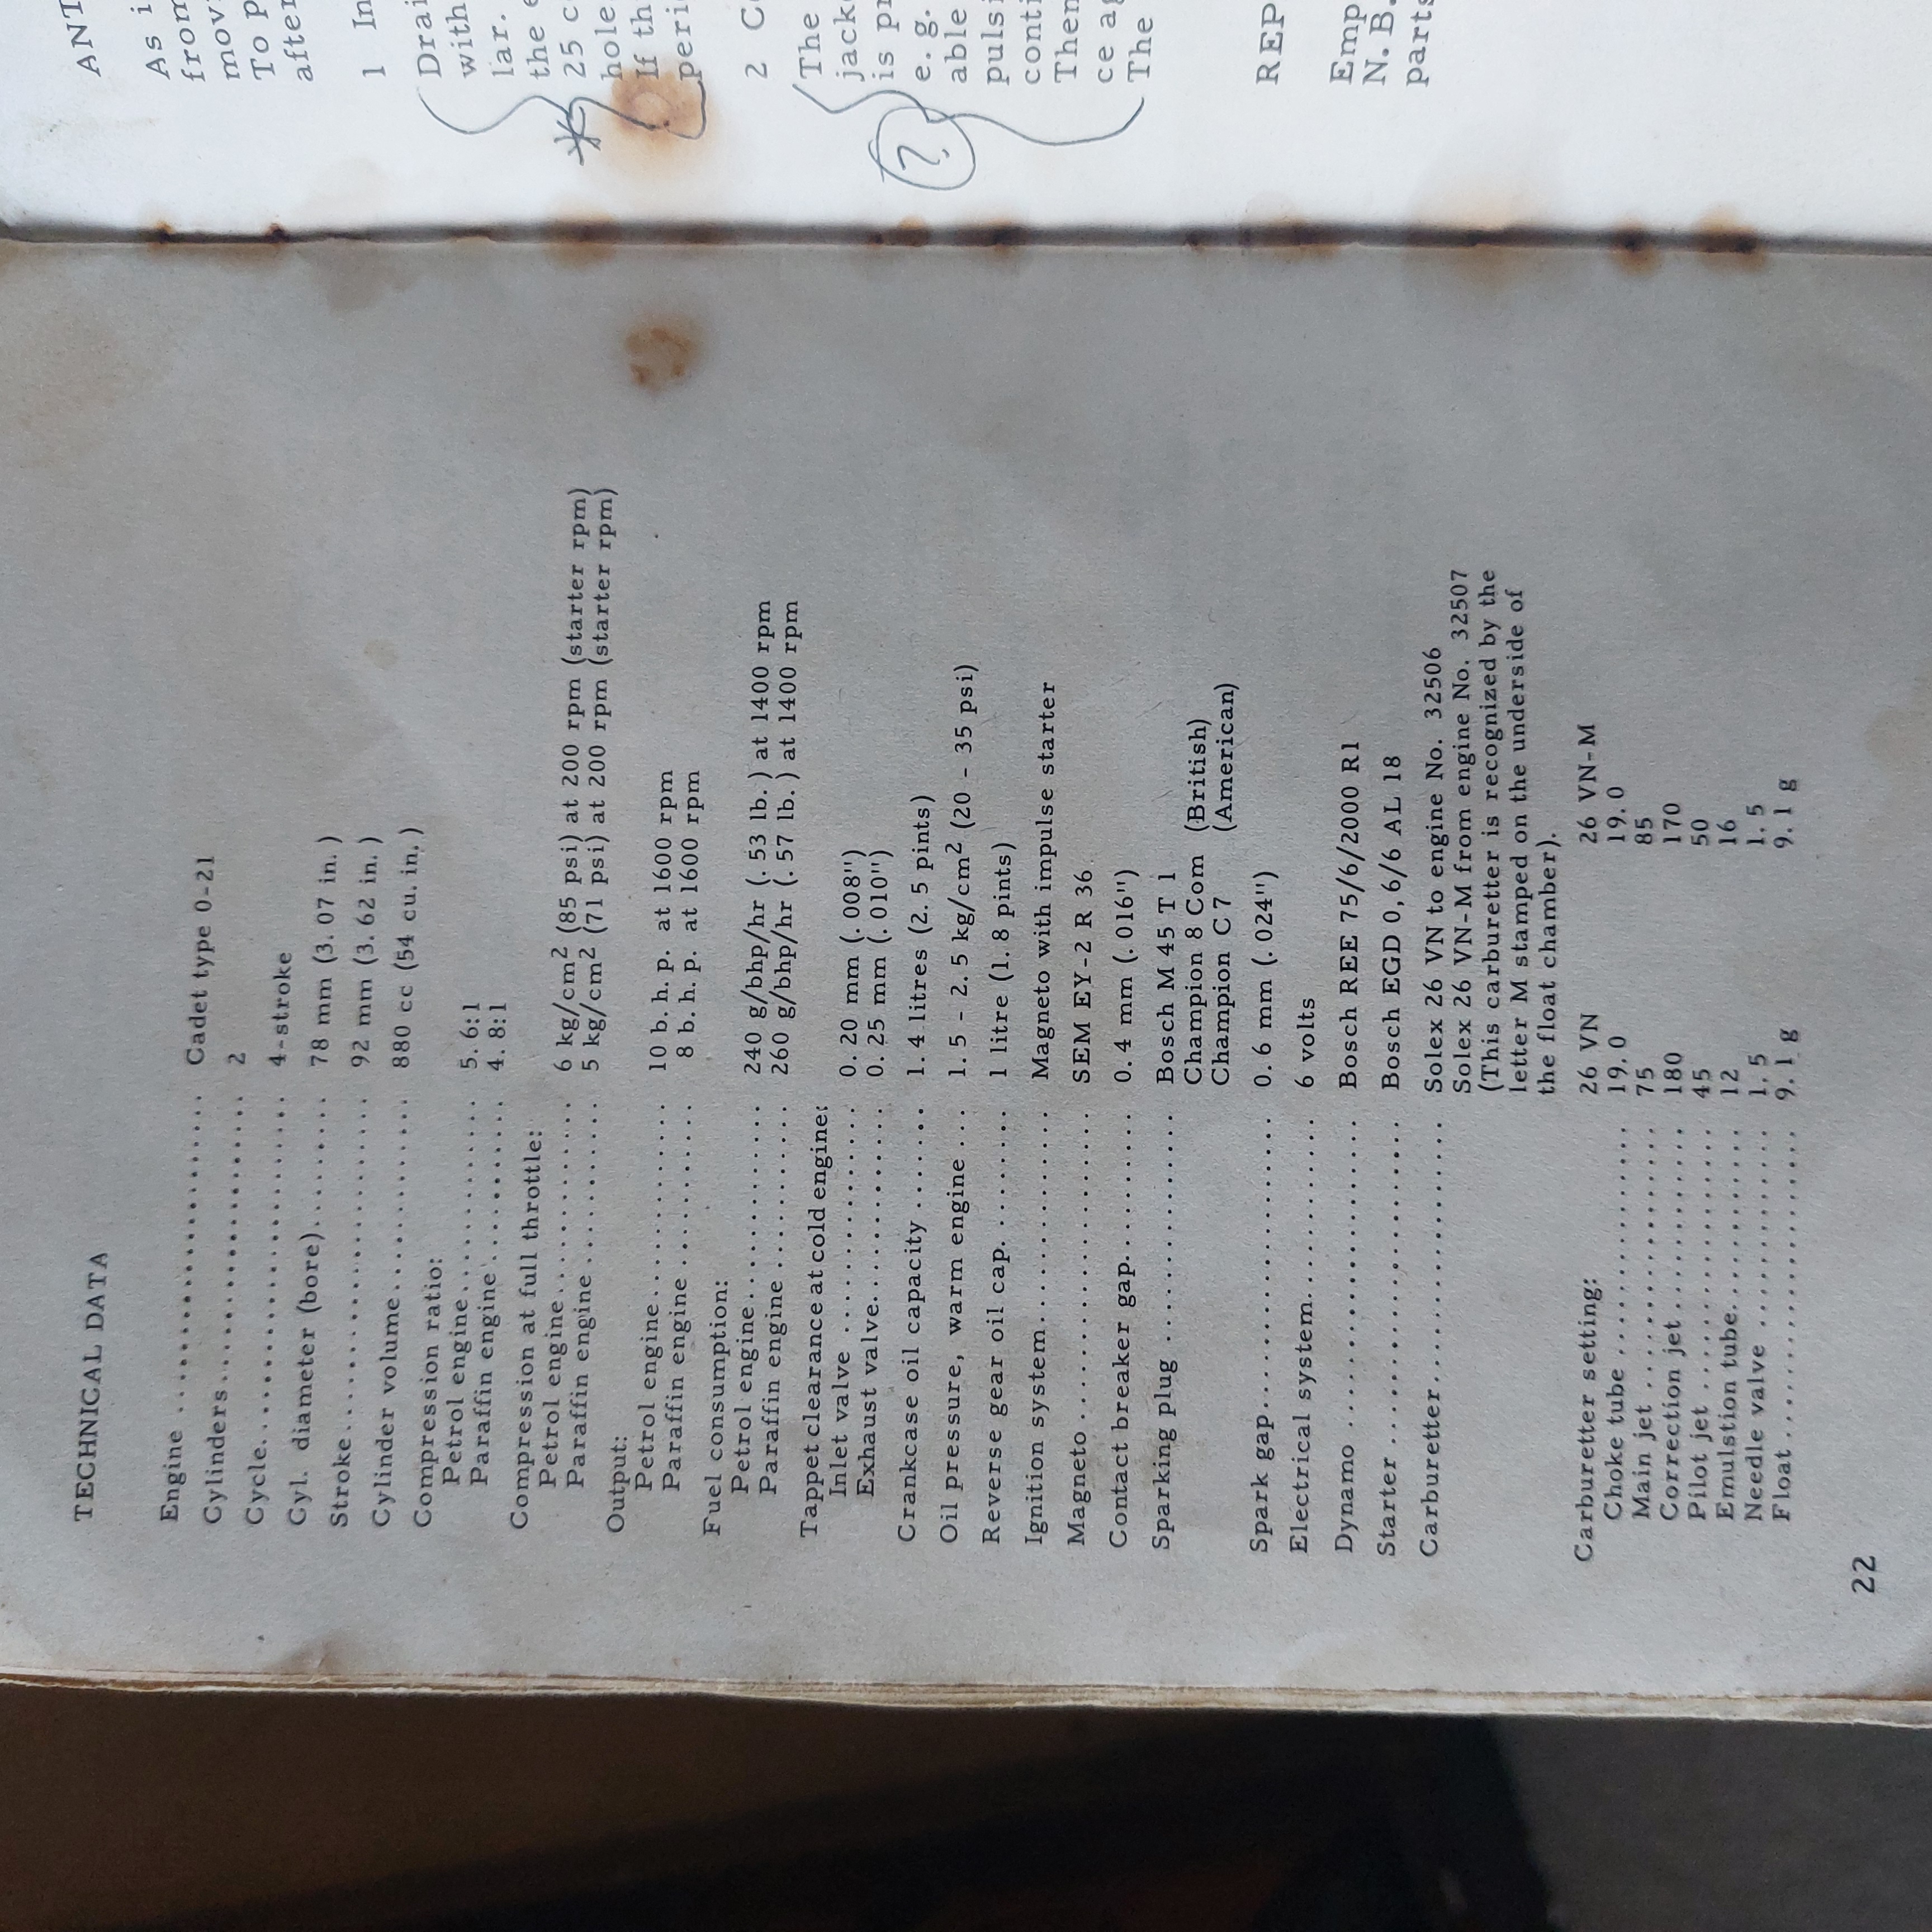 TECHNICAL DATA
Engine .................... Cadet type 0-21
Cylinders.................. 2
Cycle...................... 4-stroke
Cyl. diameter (bore)....... 78 mm (3.07 in.)
Stroke..................... 92 mm (3.62 in.)
Cylinder volume............ 880 cc (54 cu. in.)
Compression ratio:
Petrol engine............ 5.6:1
Paraffin engine.......... 4.8:1
Compression at full throttle:
Petrol engine............ 6 kg/cm² (85 psi) at 200 rpm (starter rpm)
Paraffin engine .......... 5 kg/cm² (71 psi) at 200 rpm (starter rpm)
Output:
Petrol engine............ 10 b.h.p. at 1600 rpm
Paraffin engine .......... 8 b.h.p. at 1600 rpm
Fuel consumption:
Petrol engine............ 240 g/bhp/hr (.53 lb.) at 1400 rpm
Paraffin engine .......... 260 g/bhp/hr (.57 lb.) at 1400 rpm
Tappet clearance at cold engine:
Inlet valve .............. 0.20 mm (.008")
Exhaust valve............ 0.25 mm (.010")
Crankcase oil capacity ....... 1.4 litres (2.5 pints)
Oil pressure, warm engine ... 1.5 - 2.5 kg/cm² (20 - 35 psi)
Reverse gear oil cap. ........ 1 litre (1.8 pints)
Ignition system.............. Magneto with impulse starter
Magneto .................... SEM EY-2 R 36
Contact breaker gap.......... 0.4 mm (.016")
Sparking plug ............... Bosch M 45 T 1
Champion 8 Com (British)
Champion C 7 (American)
Spark gap................... 0.6 mm (.024")
Electrical system............ 6 volts
Dynamo .................... Bosch REE 75/6/2000 R1
Starter..................... Bosch EGD 0,6/6 AL 18
Carburetter................. Solex 26 VN to engine No. 32506
Solex 26 VN-M from engine No. 32507
(This carburetter is recognized by the
letter M stamped on the underside of
the float chamber).
Carburetter setting: 26 VN 26 VN-M
Choke tube ............... 19.0 19.0
Main jet ................. 75 85
Correction jet............ 180 170
Pilot jet ................ 45 50
Emulstion tube............ 12 16
Needle valve ............. 1.5 1.5
Float.................... 9.1 g 9.1 g
22
ANT
As i
from
mov
To p
after
1 In
Drai
with
lar.
the e
25 c
hole
If th
peri
*
2 C
The
jack
is pr
e.g.
able
puls
conti
Then
ce a
The
?
REP
Emp
N.B.
parts